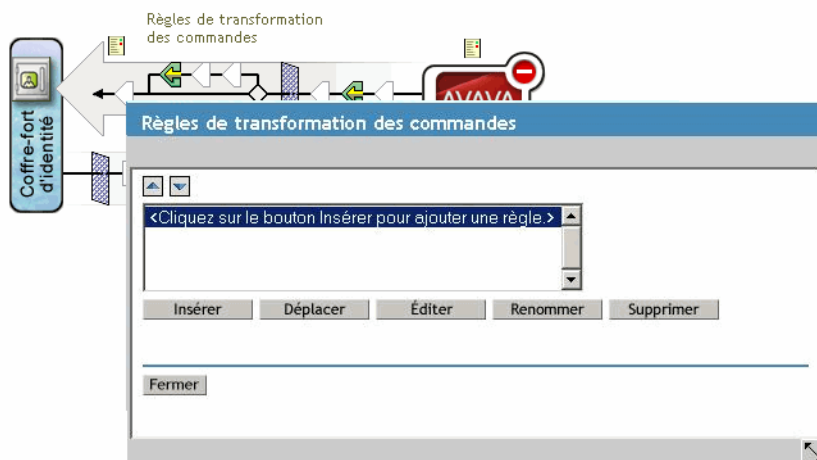 Règles de transformation
des commandes
Coffre-fort
d'identité
AVAYA
Règles de transformation des commandes
<Cliquez sur le bouton Insérer pour ajouter une règle.>
Insérer
Déplacer
Éditer
Renommer
Supprimer
Fermer